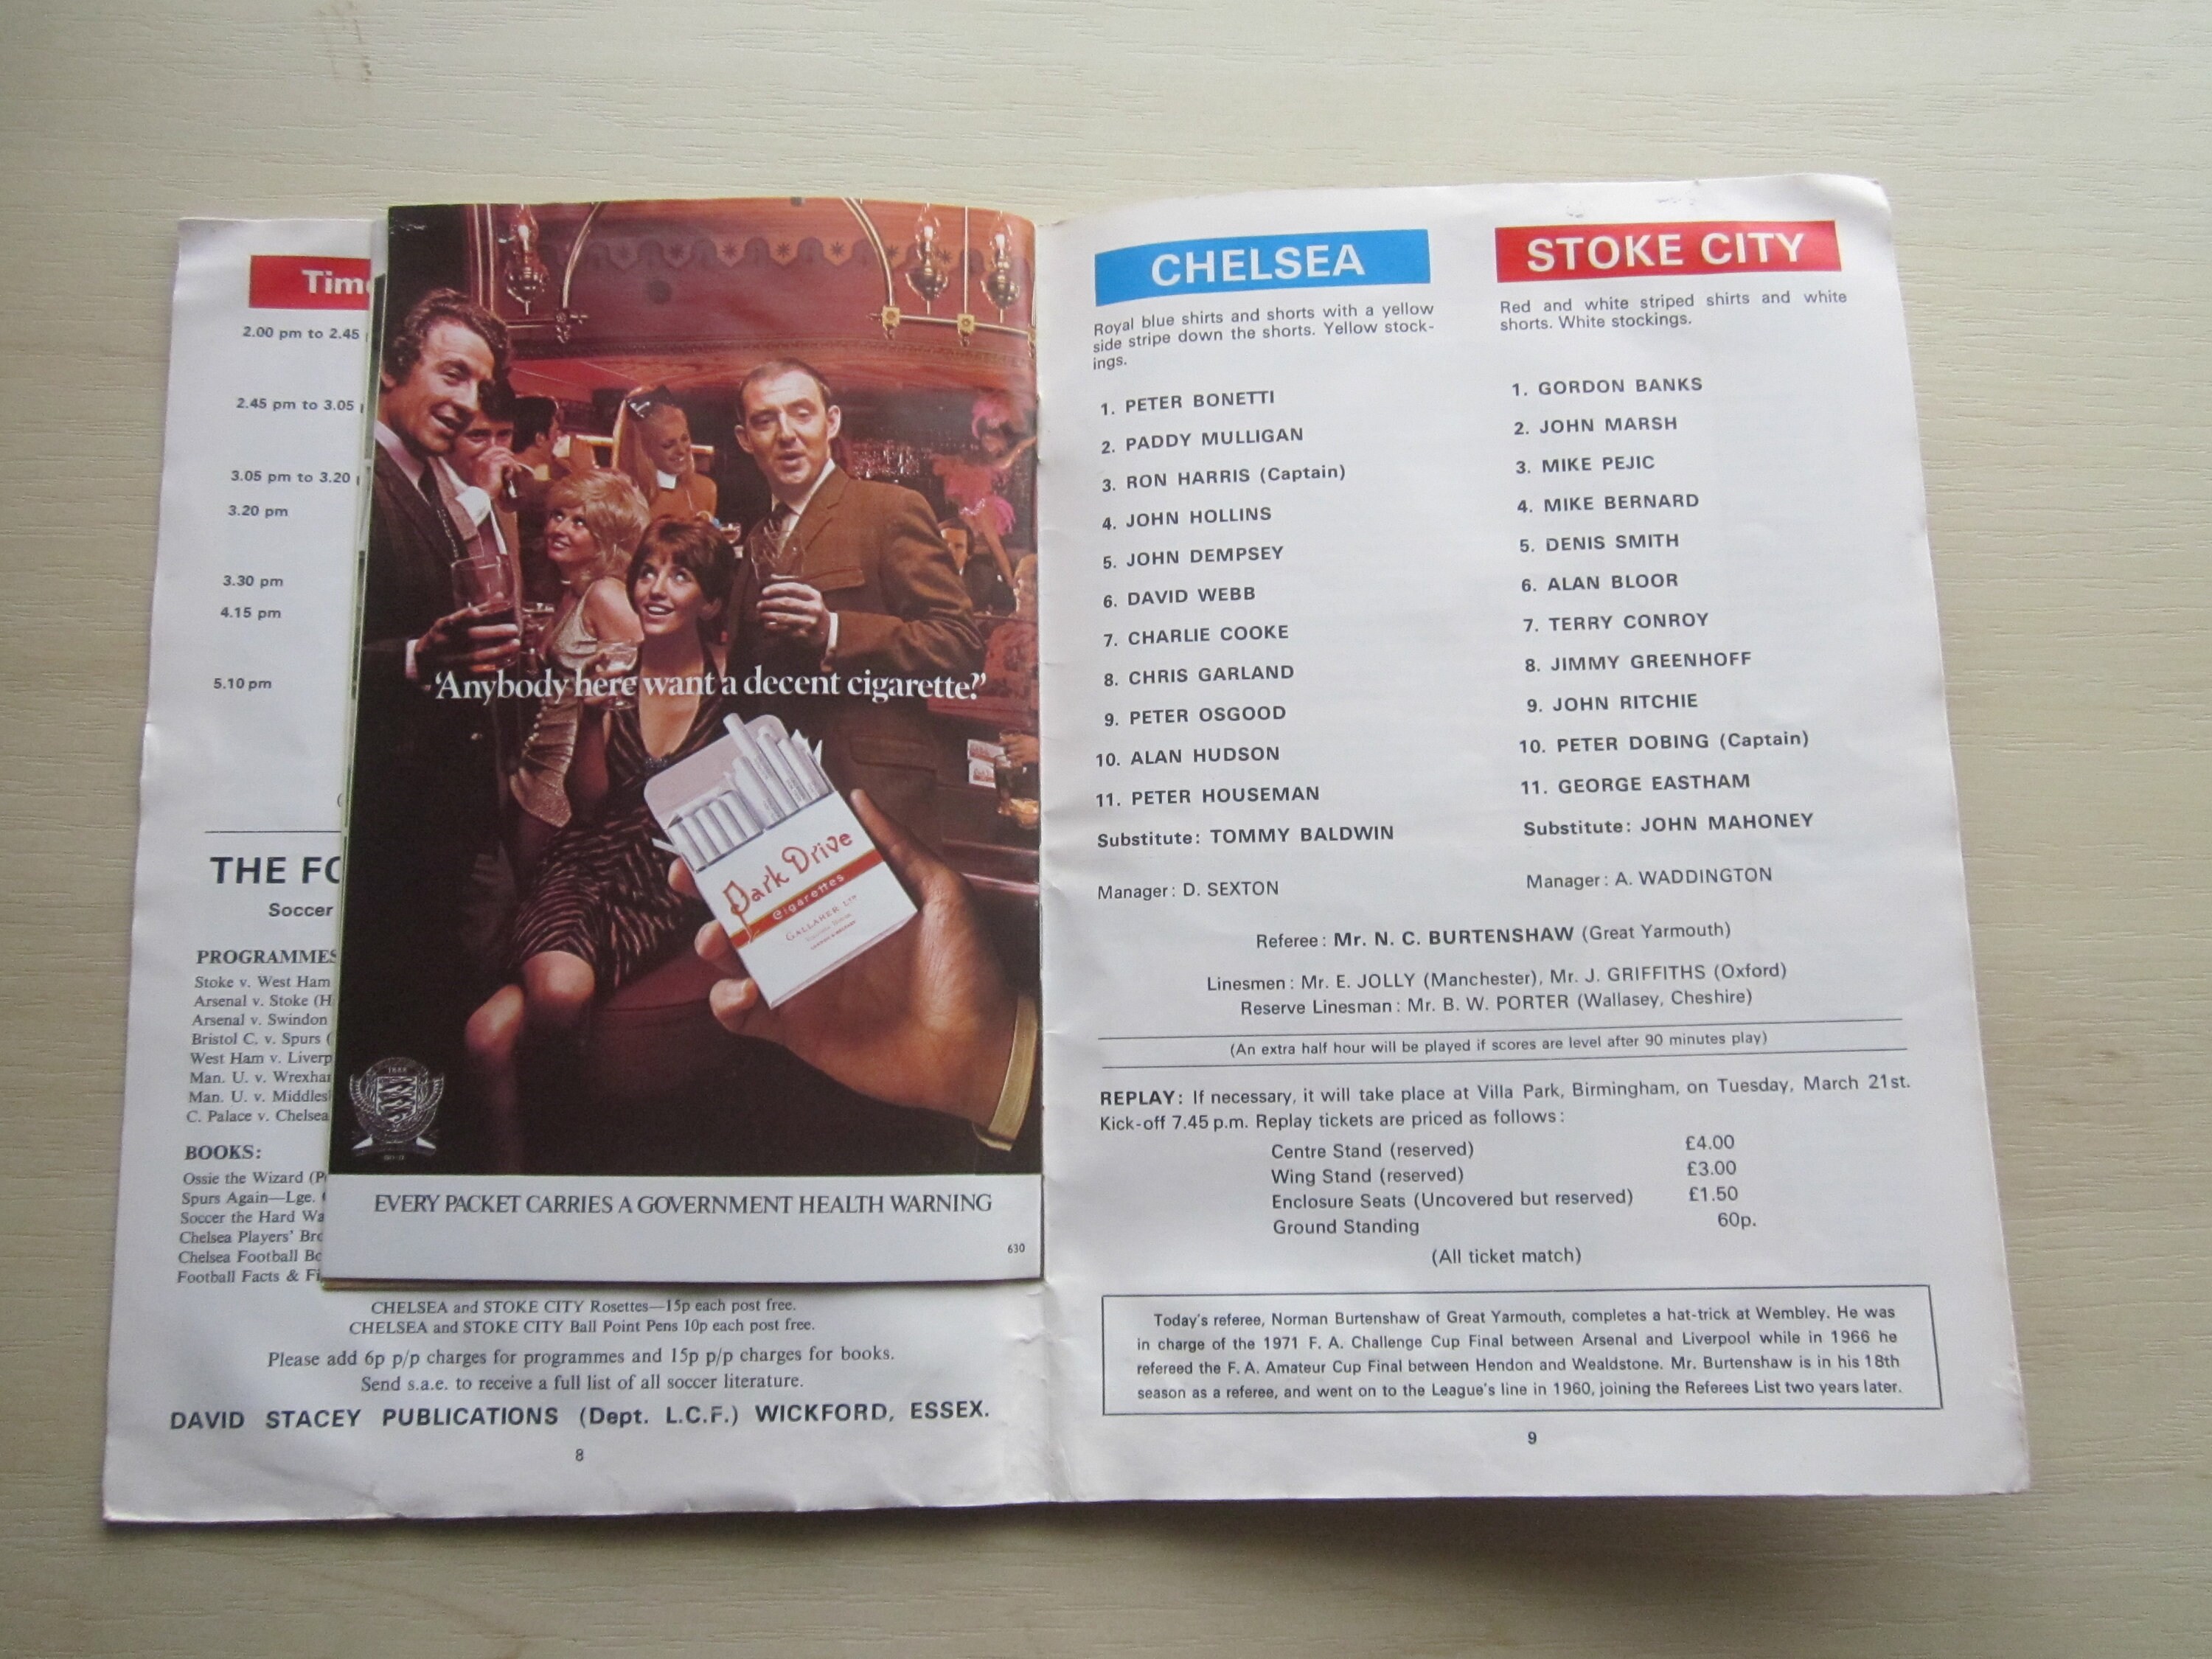 Time
2.00 pm to 2.45
2.45 pm to 3.05
3.05 pm to 3.20
3.20 pm
3.30 pm
4.15 pm
5.10 pm
THE FO
Soccer
PROGRAMMES
Stoke v. West Ham
Arsenal v. Stoke (H
Arsenal v. Swindon
Bristol C. v. Spurs (
West Ham v. Liverp
Man. U. v. Wrexha
Man. U. v. Middles
C. Palace v. Chelsea
BOOKS:
Ossie the Wizard (P
Spurs Again—Lge.
Soccer the Hard Wa
Chelsea Players' Bro
Chelsea Football Bo
Football Facts & Fi
CHELSEA and STOKE CITY Rosettes—15p each post free.
CHELSEA and STOKE CITY Ball Point Pens 10p each post free.
Please add 6p p/p charges for programmes and 15p p/p charges for books.
Send s.a.e. to receive a full list of all soccer literature.
DAVID STACEY PUBLICATIONS (Dept. L.C.F.) WICKFORD, ESSEX.
8
'Anybody here want a decent cigarette?'
Park Drive
Cigarettes
GALLAHER LTD
EVERY PACKET CARRIES A GOVERNMENT HEALTH WARNING
630
CHELSEA
Royal blue shirts and shorts with a yellow
side stripe down the shorts. Yellow stock-
ings.
1. PETER BONETTI
2. PADDY MULLIGAN
3. RON HARRIS (Captain)
4. JOHN HOLLINS
5. JOHN DEMPSEY
6. DAVID WEBB
7. CHARLIE COOKE
8. CHRIS GARLAND
9. PETER OSGOOD
10. ALAN HUDSON
11. PETER HOUSEMAN
Substitute: TOMMY BALDWIN
Manager: D. SEXTON
STOKE CITY
Red and white striped shirts and white
shorts. White stockings.
1. GORDON BANKS
2. JOHN MARSH
3. MIKE PEJIC
4. MIKE BERNARD
5. DENIS SMITH
6. ALAN BLOOR
7. TERRY CONROY
8. JIMMY GREENHOFF
9. JOHN RITCHIE
10. PETER DOBING (Captain)
11. GEORGE EASTHAM
Substitute: JOHN MAHONEY
Manager: A. WADDINGTON
Referee: Mr. N. C. BURTENSHAW (Great Yarmouth)
Linesmen: Mr. E. JOLLY (Manchester), Mr. J. GRIFFITHS (Oxford)
Reserve Linesman: Mr. B. W. PORTER (Wallasey, Cheshire)
(An extra half hour will be played if scores are level after 90 minutes play)
REPLAY: If necessary, it will take place at Villa Park, Birmingham, on Tuesday, March 21st.
Kick-off 7.45 p.m. Replay tickets are priced as follows:
Centre Stand (reserved) £4.00
Wing Stand (reserved) £3.00
Enclosure Seats (Uncovered but reserved) £1.50
Ground Standing 60p.
(All ticket match)
Today's referee, Norman Burtenshaw of Great Yarmouth, completes a hat-trick at Wembley. He was
in charge of the 1971 F. A. Challenge Cup Final between Arsenal and Liverpool while in 1966 he
refereed the F. A. Amateur Cup Final between Hendon and Wealdstone. Mr. Burtenshaw is in his 18th
season as a referee, and went on to the League's line in 1960, joining the Referees List two years later.
9